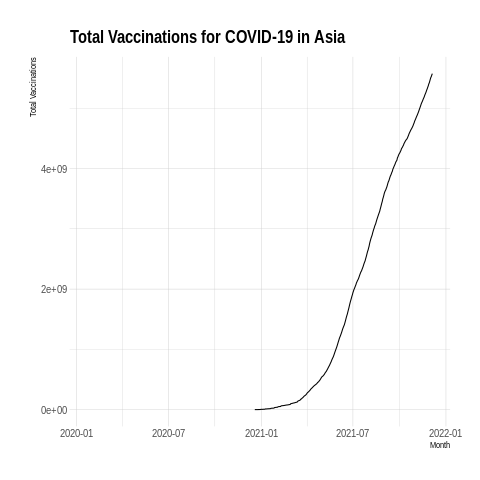 Total Vaccinations for COVID-19 in Asia
Total Vaccinations
4e+09
2e+09
0e+00
2020-01 2020-07 2021-01 2021-07 2022-01
Month